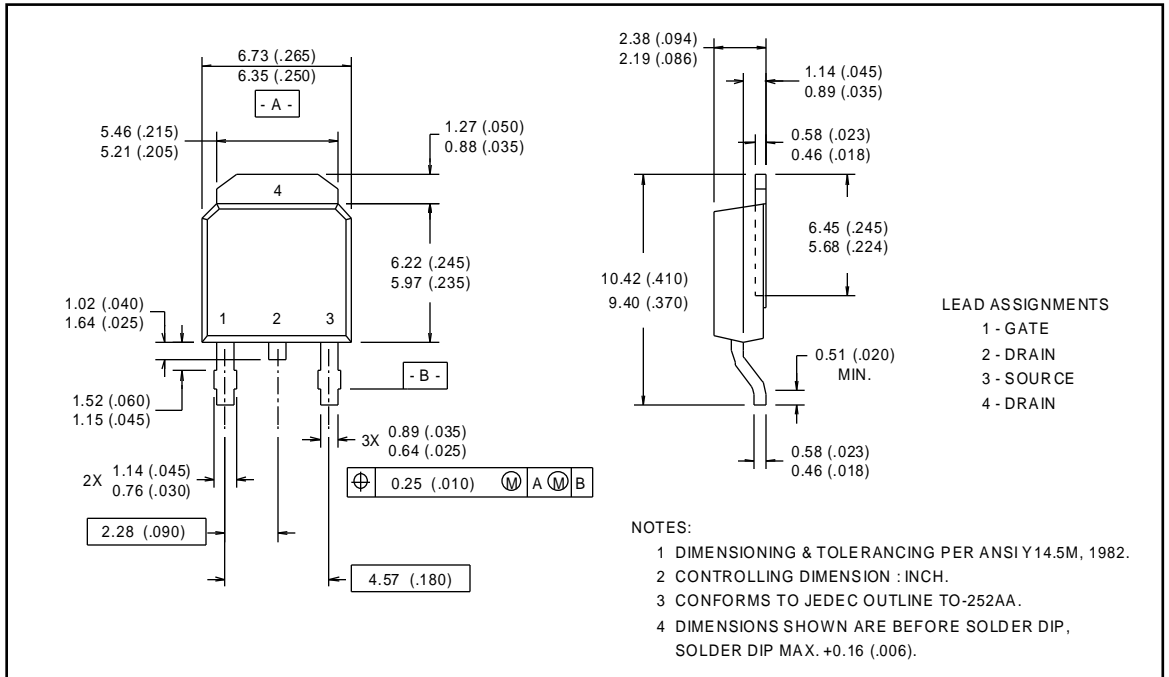 6.73 (.265)
6.35 (.250)
- A -
5.46 (.215)
5.21 (.205)
1.27 (.050)
0.88 (.035)
4
6.22 (.245)
5.97 (.235)
1.02 (.040)
1.64 (.025)
1 2 3
- B -
1.52 (.060)
1.15 (.045)
3X 0.89 (.035)
0.64 (.025)
2X 1.14 (.045)
0.76 (.030)
⌖ 0.25 (.010) Ⓜ A Ⓜ B
2.28 (.090)
4.57 (.180)
2.38 (.094)
2.19 (.086)
1.14 (.045)
0.89 (.035)
0.58 (.023)
0.46 (.018)
6.45 (.245)
5.68 (.224)
10.42 (.410)
9.40 (.370)
0.51 (.020)
MIN.
0.58 (.023)
0.46 (.018)
LEAD ASSIGNMENTS
1 - GATE
2 - DRAIN
3 - SOURCE
4 - DRAIN
NOTES:
1 DIMENSIONING & TOLERANCING PER ANSI Y14.5M, 1982.
2 CONTROLLING DIMENSION : INCH.
3 CONFORMS TO JEDEC OUTLINE TO-252AA.
4 DIMENSIONS SHOWN ARE BEFORE SOLDER DIP,
SOLDER DIP MAX. +0.16 (.006).